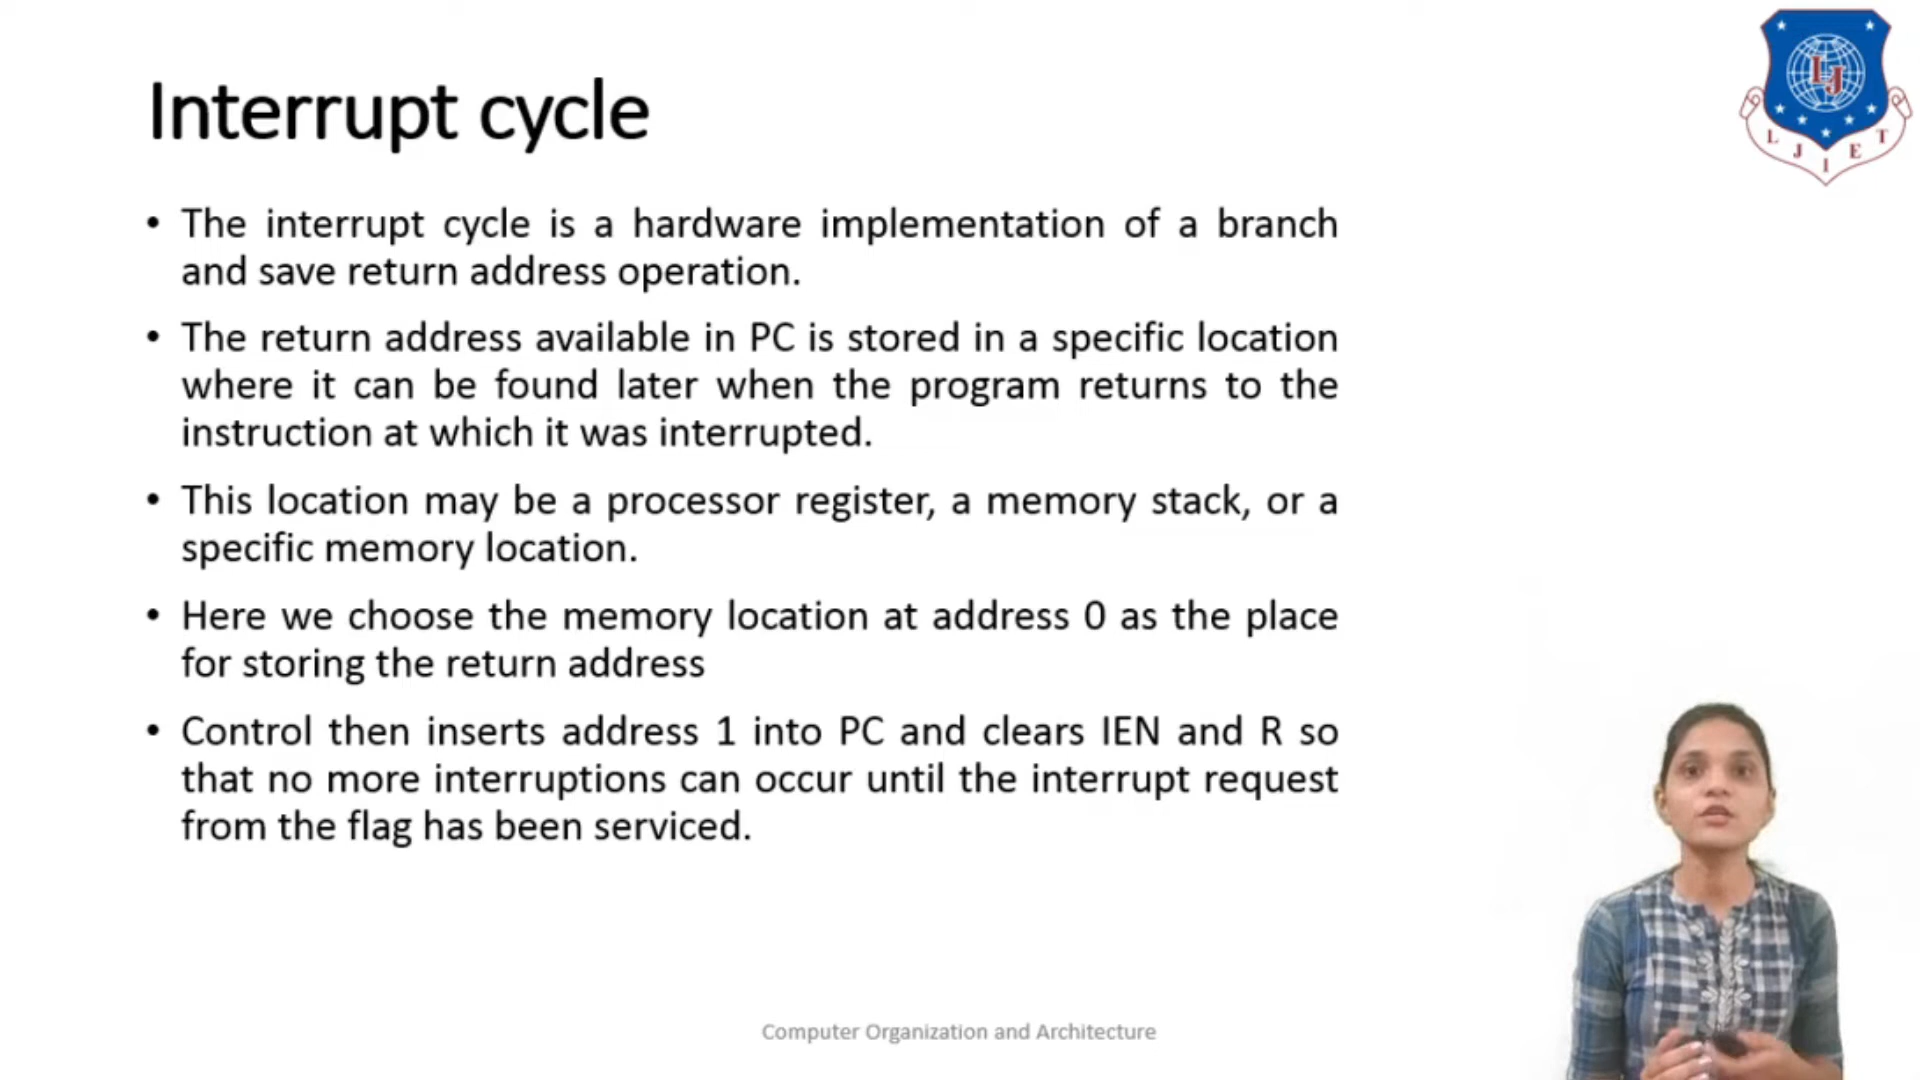 Interrupt cycle
• The interrupt cycle is a hardware implementation of a branch
and save return address operation.
• The return address available in PC is stored in a specific location
where it can be found later when the program returns to the
instruction at which it was interrupted.
• This location may be a processor register, a memory stack, or a
specific memory location.
• Here we choose the memory location at address 0 as the place
for storing the return address
• Control then inserts address 1 into PC and clears IEN and R so
that no more interruptions can occur until the interrupt request
from the flag has been serviced.
Computer Organization and Architecture
LJ
L J I E T